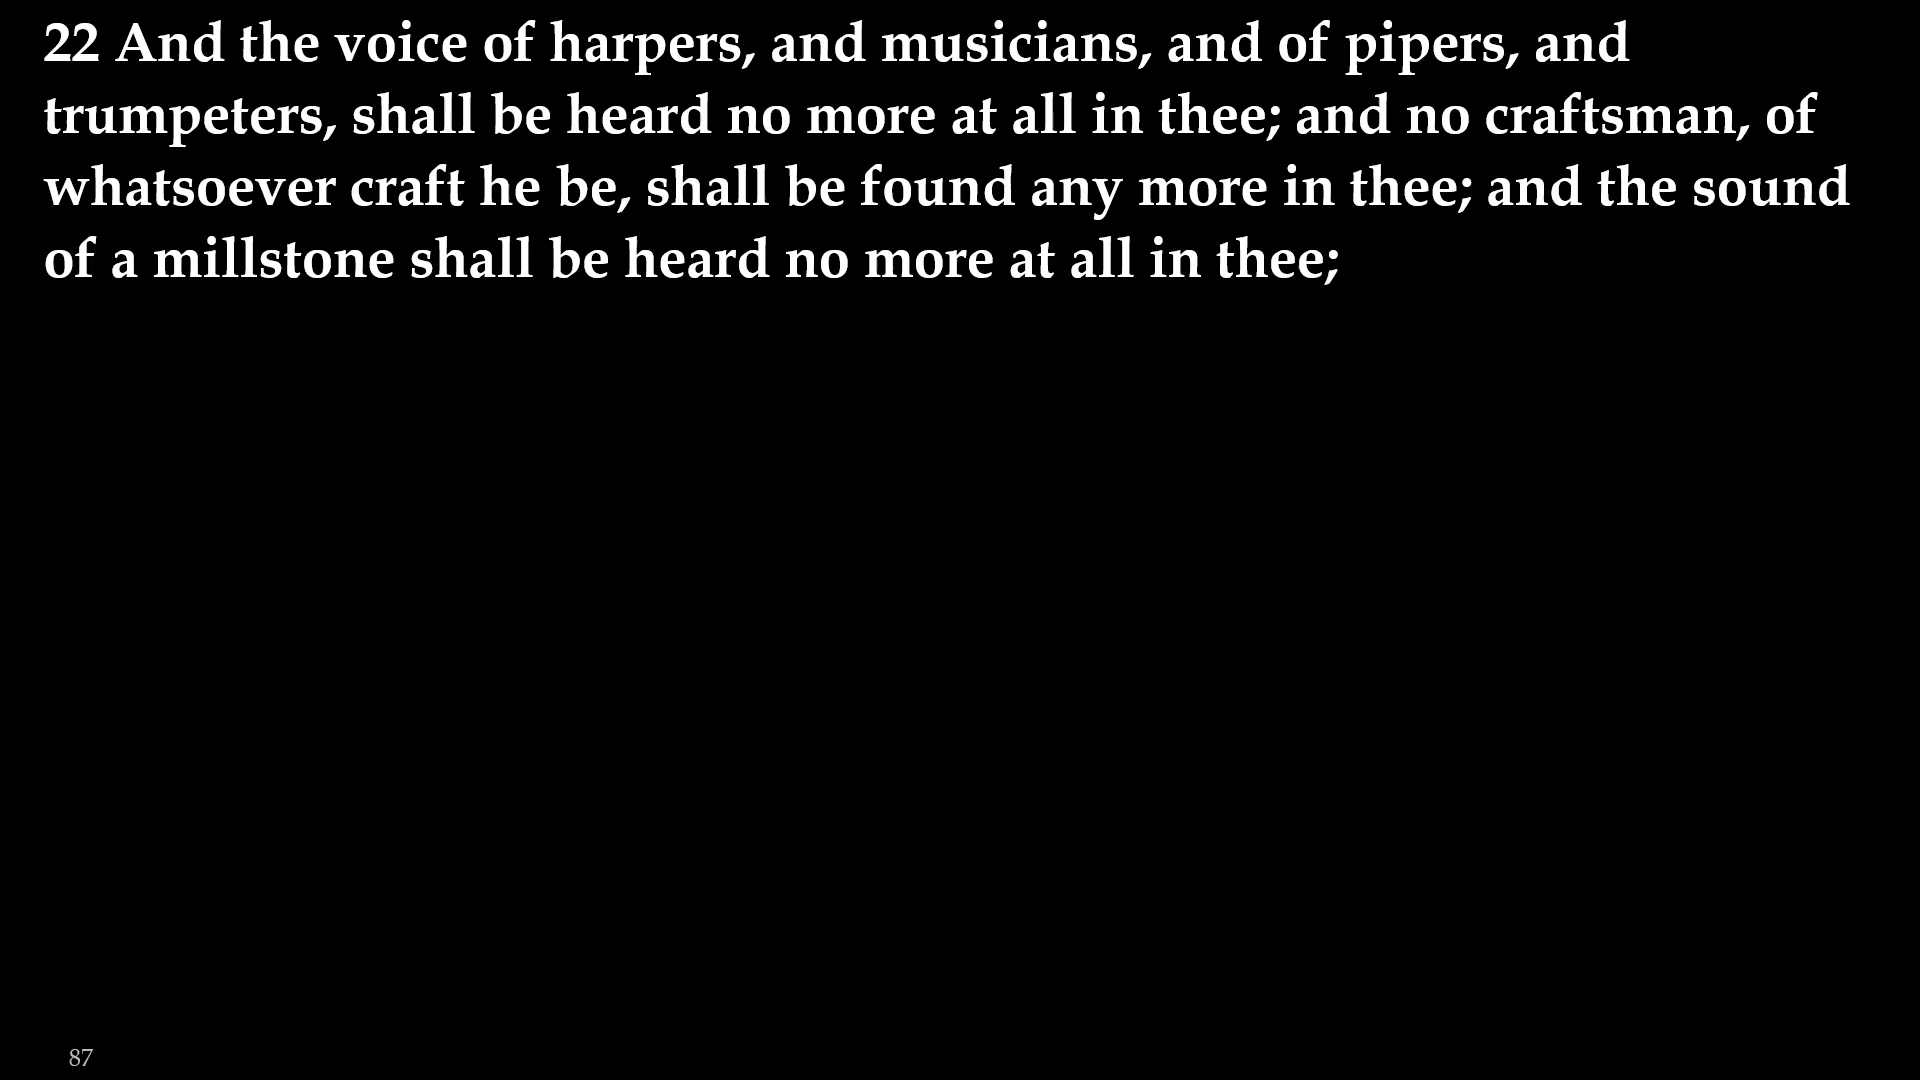 22 And the voice of harpers, and musicians, and of pipers, and
trumpeters, shall be heard no more at all in thee; and no craftsman, of
whatsoever craft he be, shall be found any more in thee; and the sound
of a millstone shall be heard no more at all in thee;
87